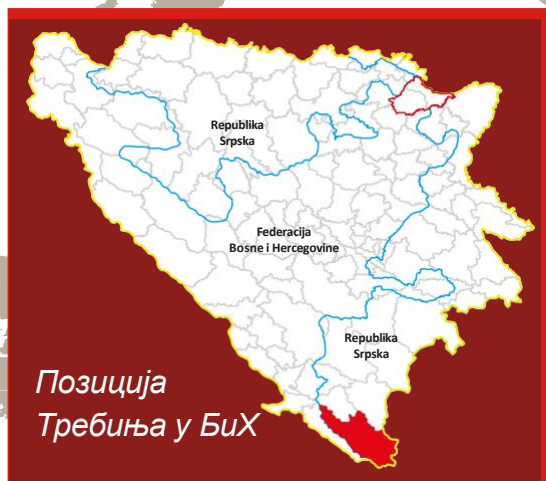 Republika
Srpska
Federacija
Bosne i Hercegovine
Republika
Srpska
Позиција
Требиња у БиХ